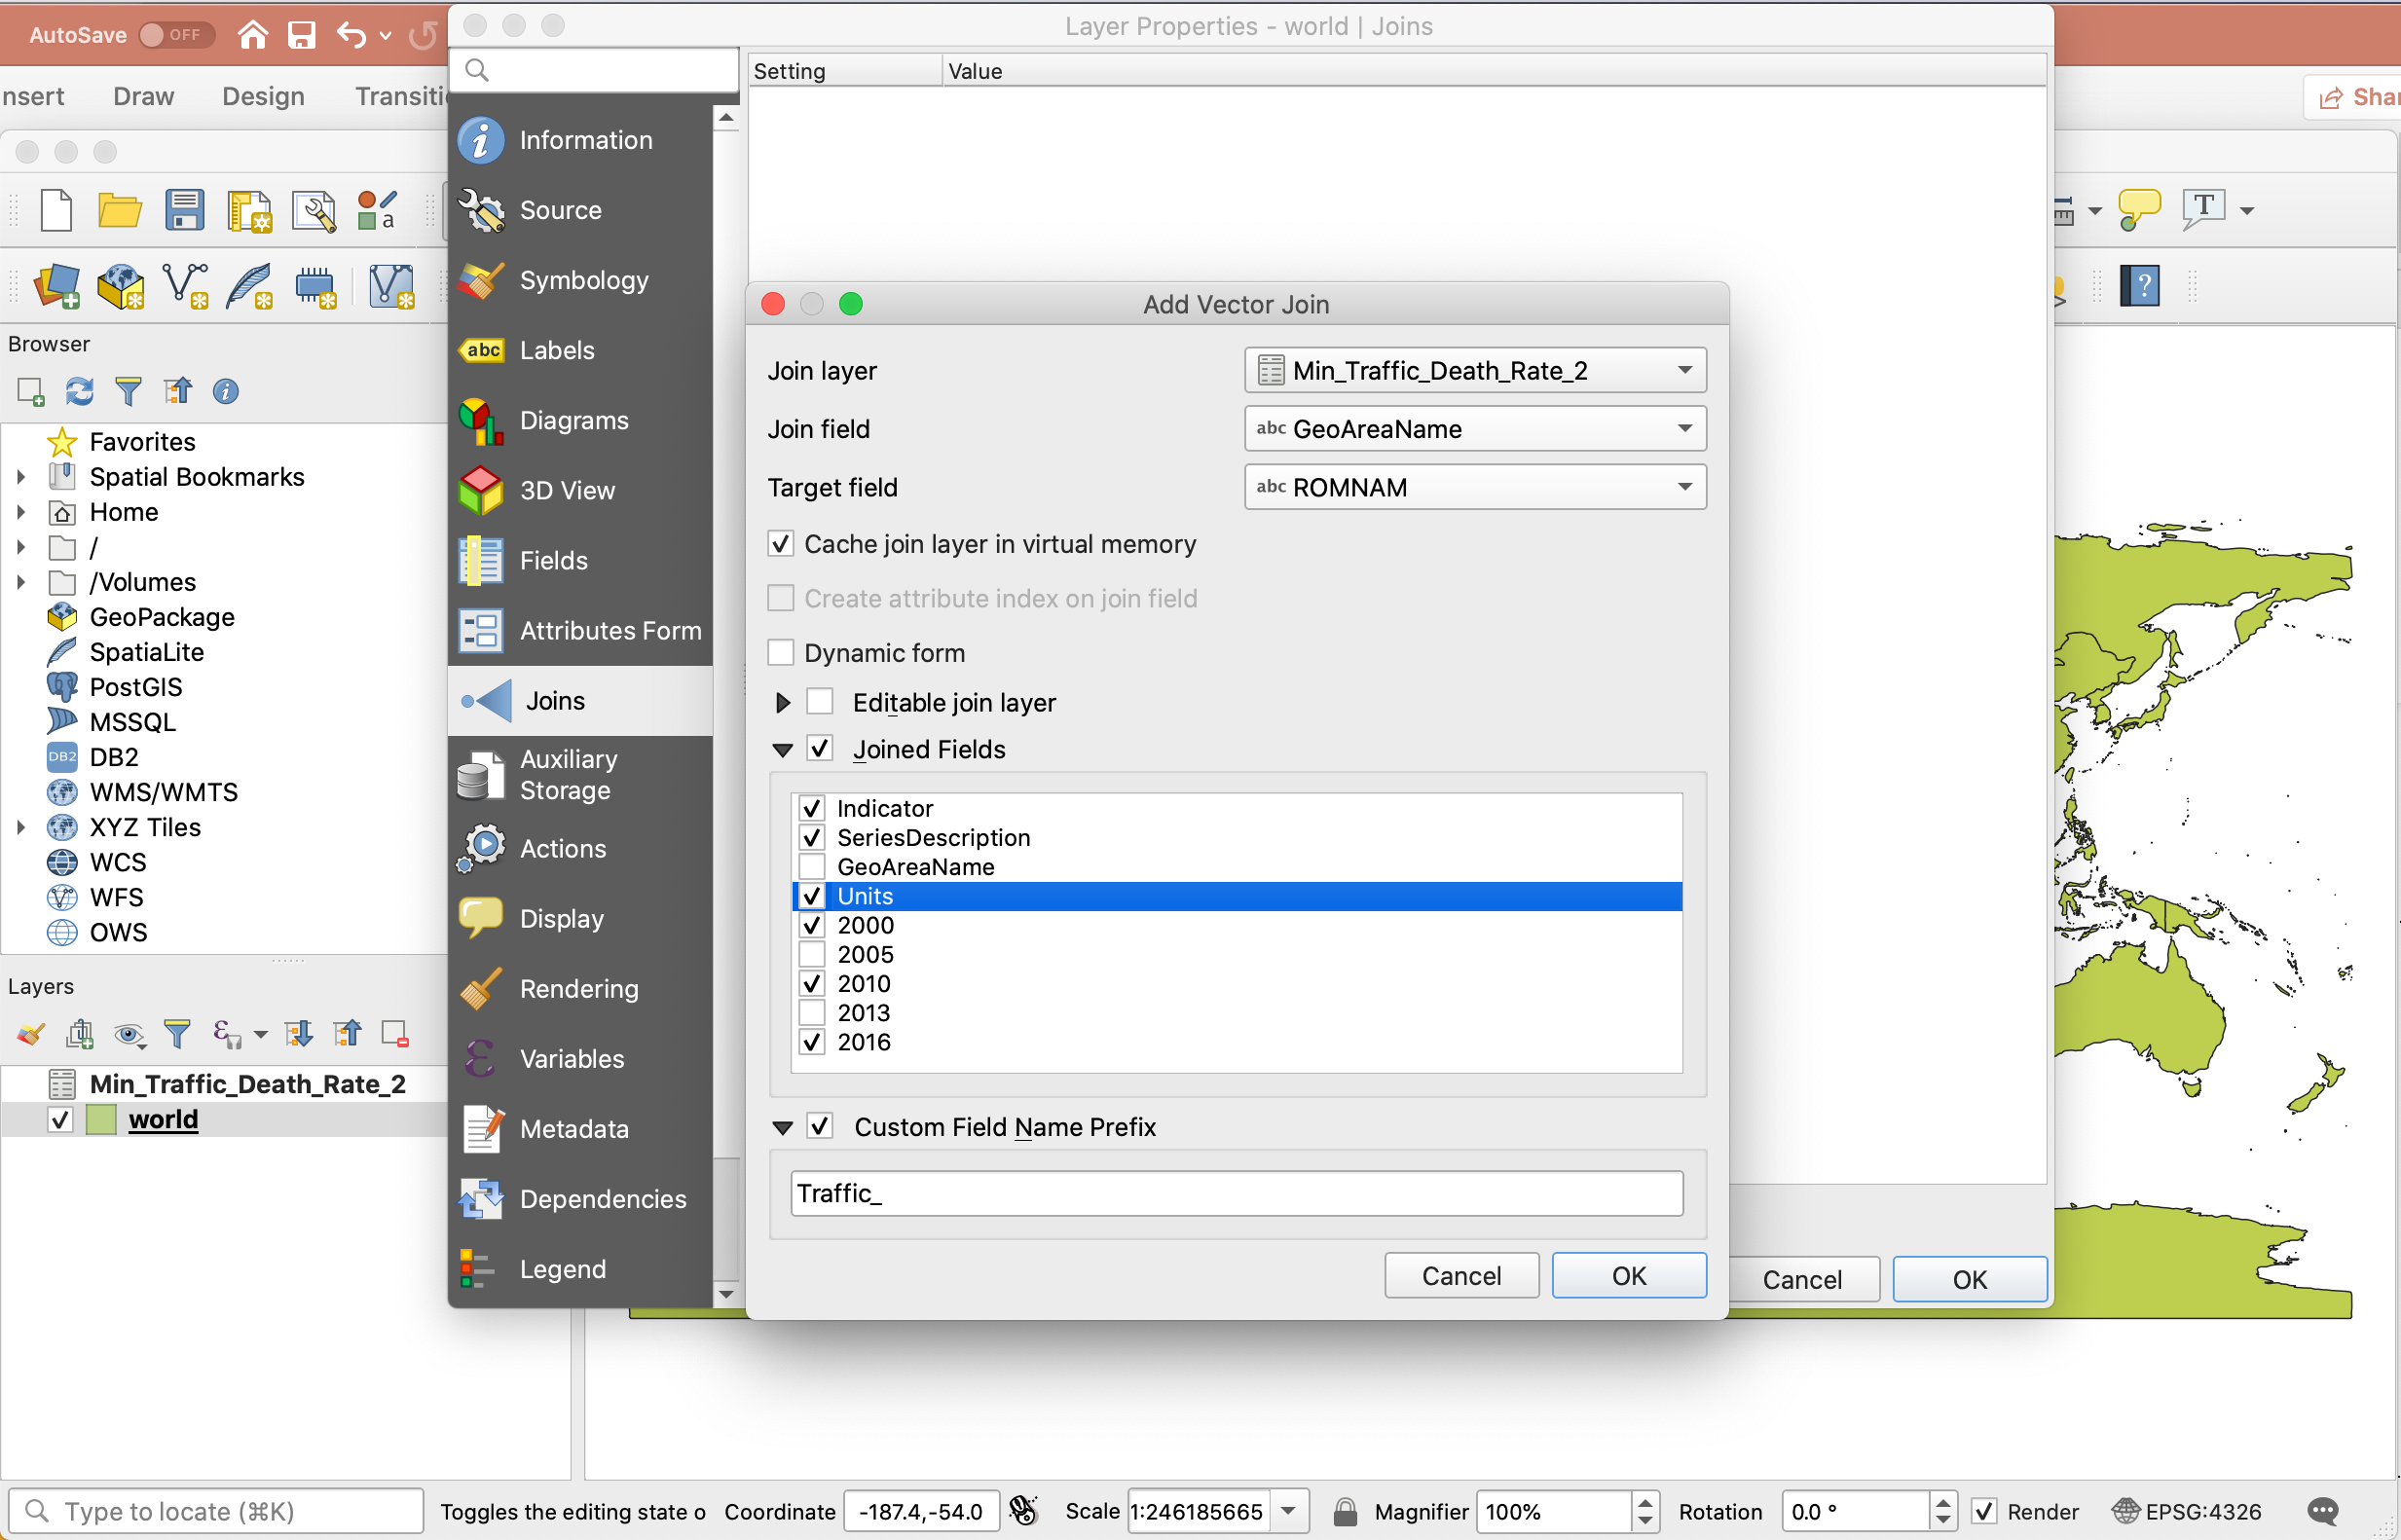 AutoSave OFF
Layer Properties - world | Joins
nsert Draw Design Transiti
Setting Value
Information
Source
Symbology
Labels
abc
Diagrams
3D View
Fields
Attributes Form
Joins
Auxiliary
Storage
Actions
Display
Rendering
Variables
Metadata
Dependencies
Legend
Browser
Favorites
Spatial Bookmarks
Home
/
/Volumes
GeoPackage
SpatiaLite
PostGIS
MSSQL
DB2 DB2
WMS/WMTS
XYZ Tiles
WCS
WFS
OWS
Layers
Min_Traffic_Death_Rate_2
world
Add Vector Join
Join layer Min_Traffic_Death_Rate_2
Join field abc GeoAreaName
Target field abc ROMNAM
Cache join layer in virtual memory
Create attribute index on join field
Dynamic form
Editable join layer
Joined Fields
Indicator
SeriesDescription
GeoAreaName
Units
2000
2005
2010
2013
2016
Custom Field Name Prefix
Traffic_
Cancel OK
Cancel OK
Shar
Type to locate (⌘K) Toggles the editing state o Coordinate -187.4,-54.0 Scale 1:246185665 Magnifier 100% Rotation 0.0 ° Render EPSG:4326